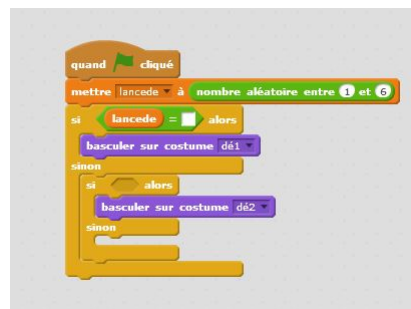 quand cliqué
mettre lancede à nombre aléatoire entre 1 et 6
si lancede = alors
basculer sur costume dé1
sinon
si alors
basculer sur costume dé2
sinon